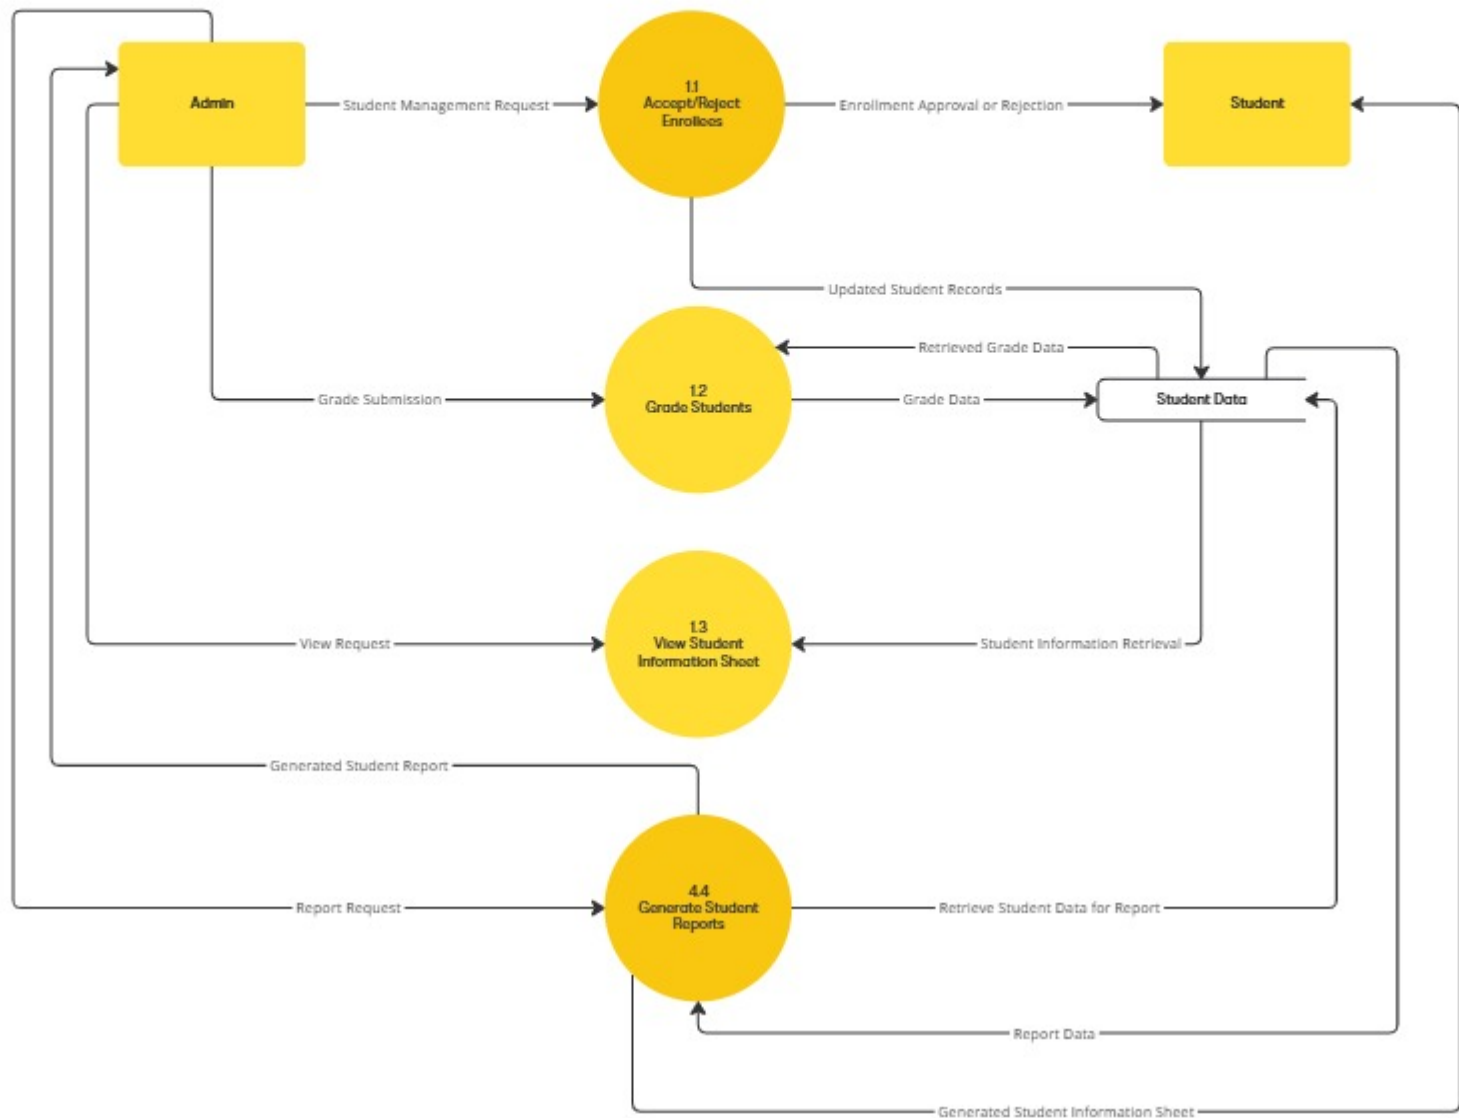 Admin
Student Management Request
1.1
Accept/Reject
Enrollees
Enrollment Approval or Rejection
Student
Updated Student Records
Retrieved Grade Data
Grade Submission
1.2
Grade Students
Grade Data
Student Data
View Request
1.3
View Student
Information Sheet
Student Information Retrieval
Generated Student Report
Report Request
4.4
Generate Student
Reports
Retrieve Student Data for Report
Report Data
Generated Student Information Sheet